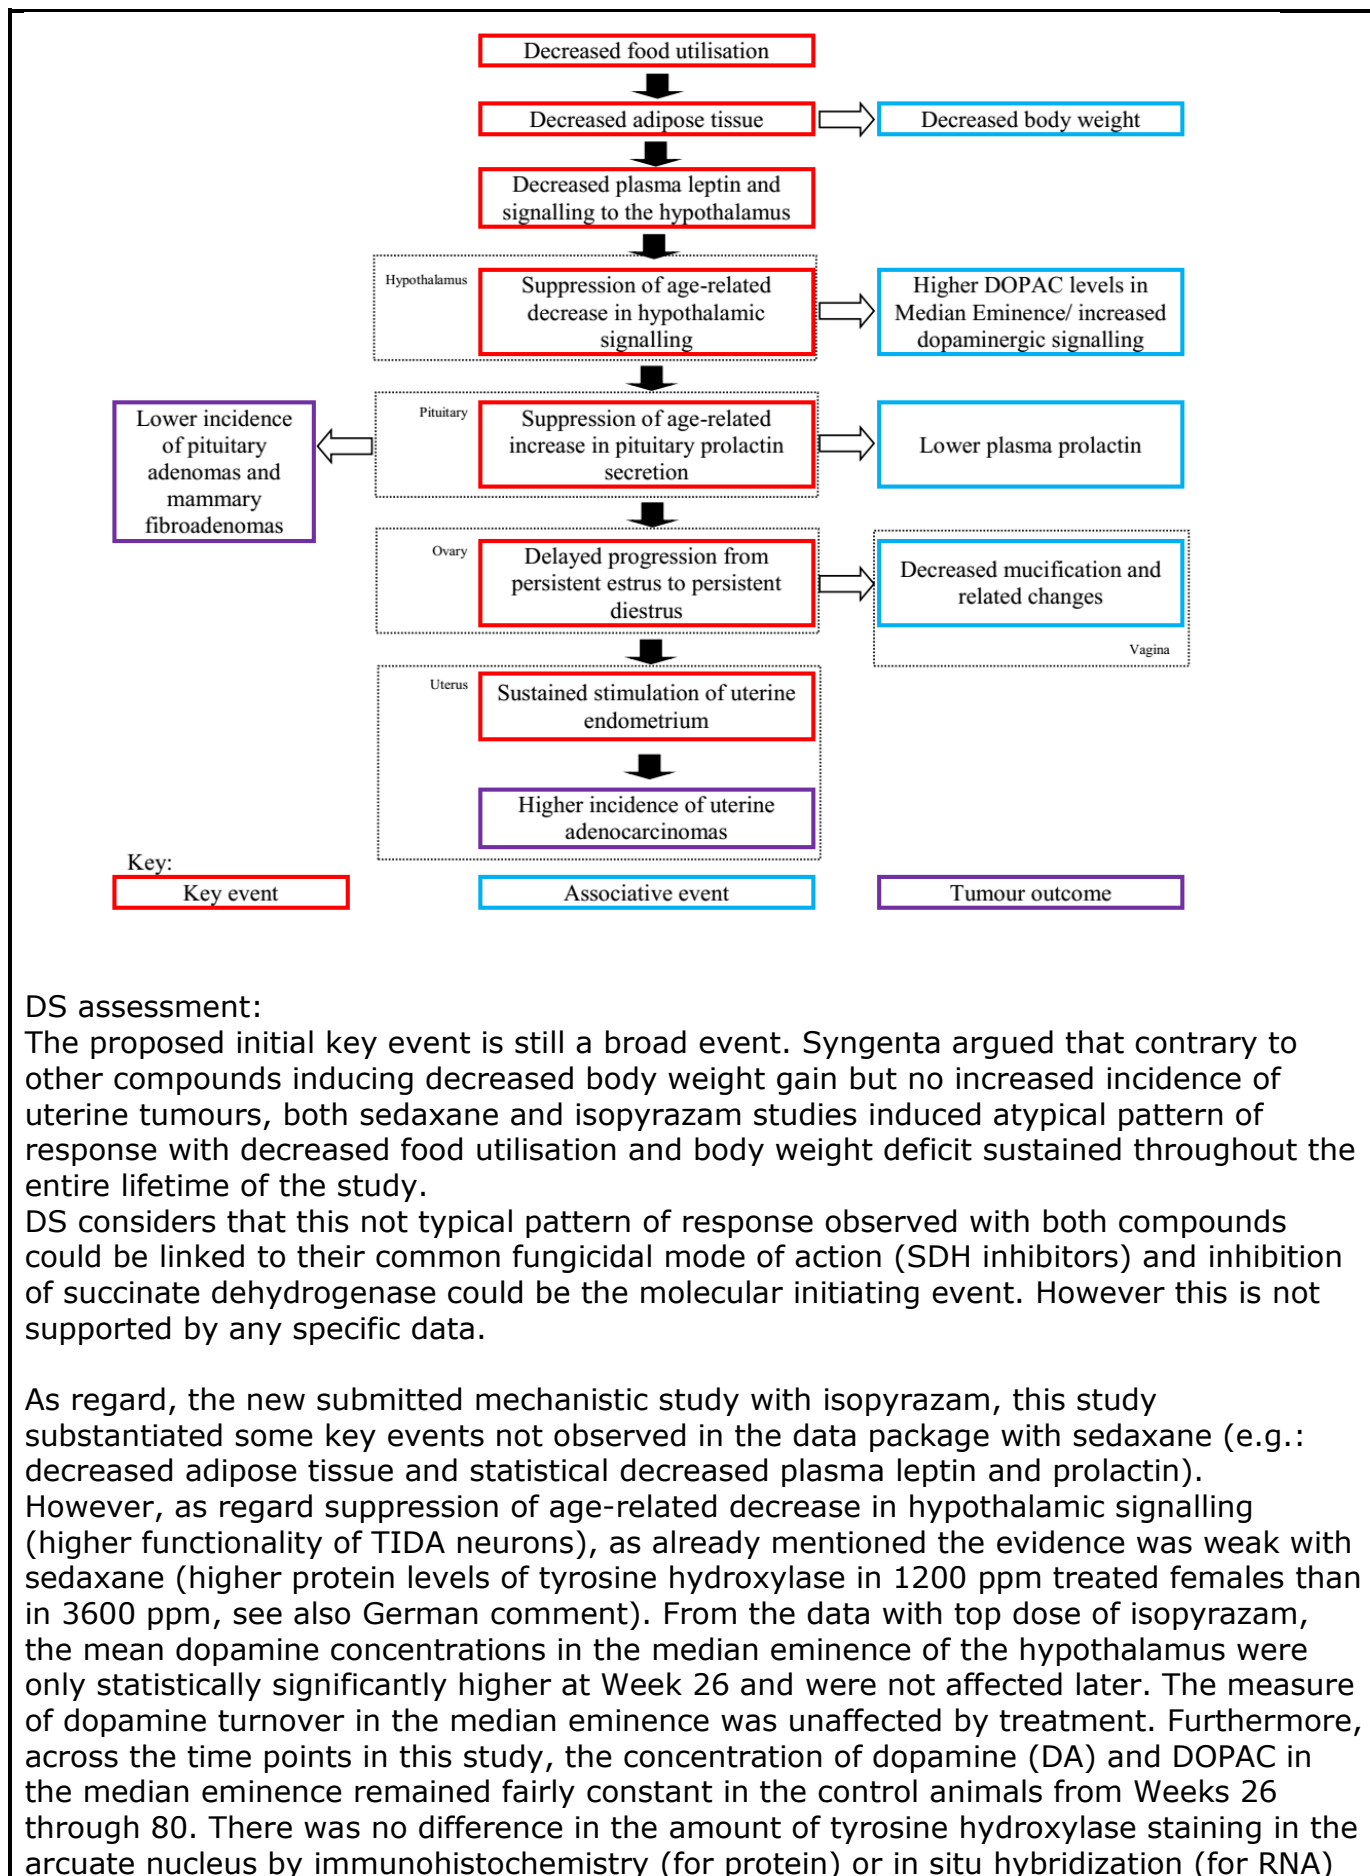 Decreased food utilisation
Decreased adipose tissue
Decreased body weight
Decreased plasma leptin and
signalling to the hypothalamus
Hypothalamus
Suppression of age-related
decrease in hypothalamic
signalling
Higher DOPAC levels in
Median Eminence/ increased
dopaminergic signalling
Lower incidence
of pituitary
adenomas and
mammary
fibroadenomas
Pituitary
Suppression of age-related
increase in pituitary prolactin
secretion
Lower plasma prolactin
Ovary
Delayed progression from
persistent estrus to persistent
diestrus
Decreased mucification and
related changes
Vagina
Uterus
Sustained stimulation of uterine
endometrium
Higher incidence of uterine
adenocarcinomas
Key:
Key event
Associative event
Tumour outcome
DS assessment:
The proposed initial key event is still a broad event. Syngenta argued that contrary to
other compounds inducing decreased body weight gain but no increased incidence of
uterine tumours, both sedaxane and isopyrazam studies induced atypical pattern of
response with decreased food utilisation and body weight deficit sustained throughout the
entire lifetime of the study.
DS considers that this not typical pattern of response observed with both compounds
could be linked to their common fungicidal mode of action (SDH inhibitors) and inhibition
of succinate dehydrogenase could be the molecular initiating event. However this is not
supported by any specific data.
As regard, the new submitted mechanistic study with isopyrazam, this study
substantiated some key events not observed in the data package with sedaxane (e.g.:
decreased adipose tissue and statistical decreased plasma leptin and prolactin).
However, as regard suppression of age-related decrease in hypothalamic signalling
(higher functionality of TIDA neurons), as already mentioned the evidence was weak with
sedaxane (higher protein levels of tyrosine hydroxylase in 1200 ppm treated females than
in 3600 ppm, see also German comment). From the data with top dose of isopyrazam,
the mean dopamine concentrations in the median eminence of the hypothalamus were
only statistically significantly higher at Week 26 and were not affected later. The measure
of dopamine turnover in the median eminence was unaffected by treatment. Furthermore,
across the time points in this study, the concentration of dopamine (DA) and DOPAC in
the median eminence remained fairly constant in the control animals from Weeks 26
through 80. There was no difference in the amount of tyrosine hydroxylase staining in the
arcuate nucleus by immunohistochemistry (for protein) or in situ hybridization (for RNA)